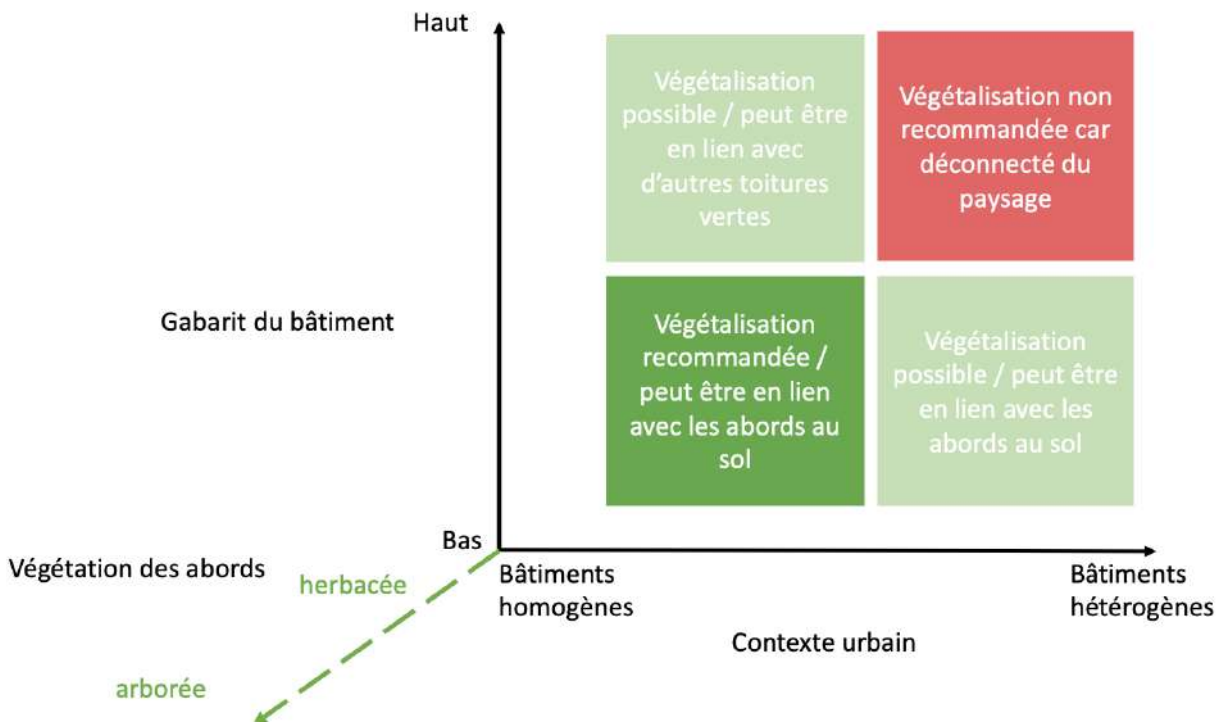 Haut
Végétalisation
possible / peut être
en lien avec
d’autres toitures
vertes
Végétalisation non
recommandée car
déconnecté du
paysage
Gabarit du bâtiment
Végétalisation
recommandée /
peut être en lien
avec les abords au
sol
Végétalisation
possible / peut être
en lien avec les
abords au sol
Bas
Végétation des abords
herbacée
arborée
Bâtiments
homogènes
Bâtiments
hétérogènes
Contexte urbain